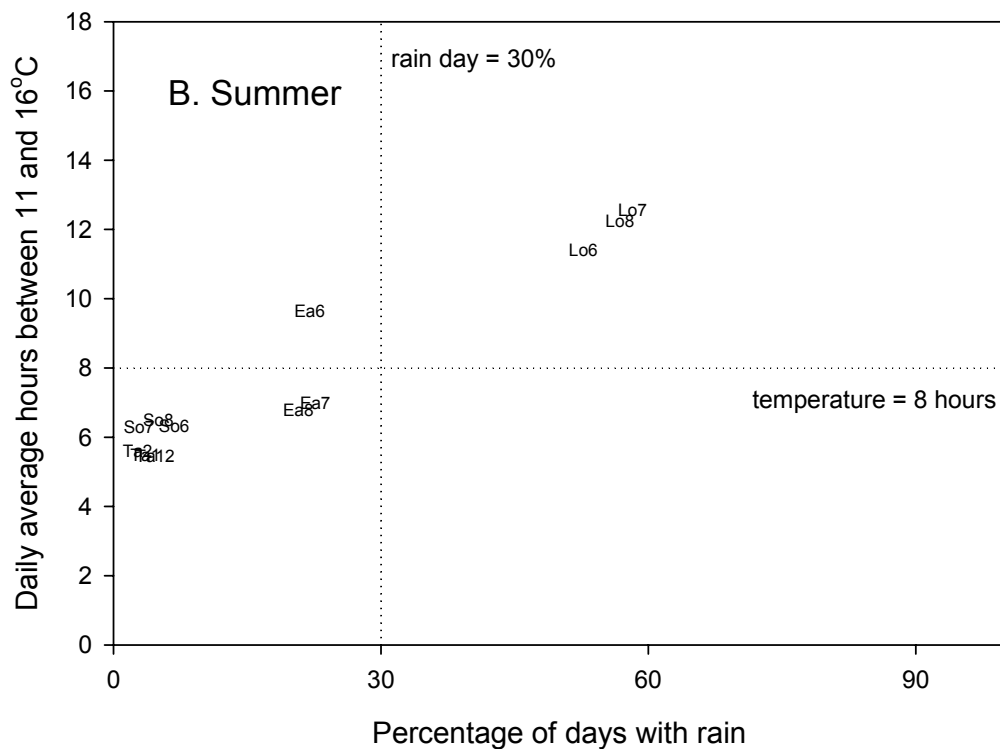 Daily average hours between 11 and 16°C
18
16
14
12
10
8
6
4
2
0
rain day = 30%
B. Summer
Lo7
Lo8
Lo6
Ea6
temperature = 8 hours
Ea7
Ea8
So8
So7
So6
Ta2
Ta1
Ta12
0
30
60
90
Percentage of days with rain